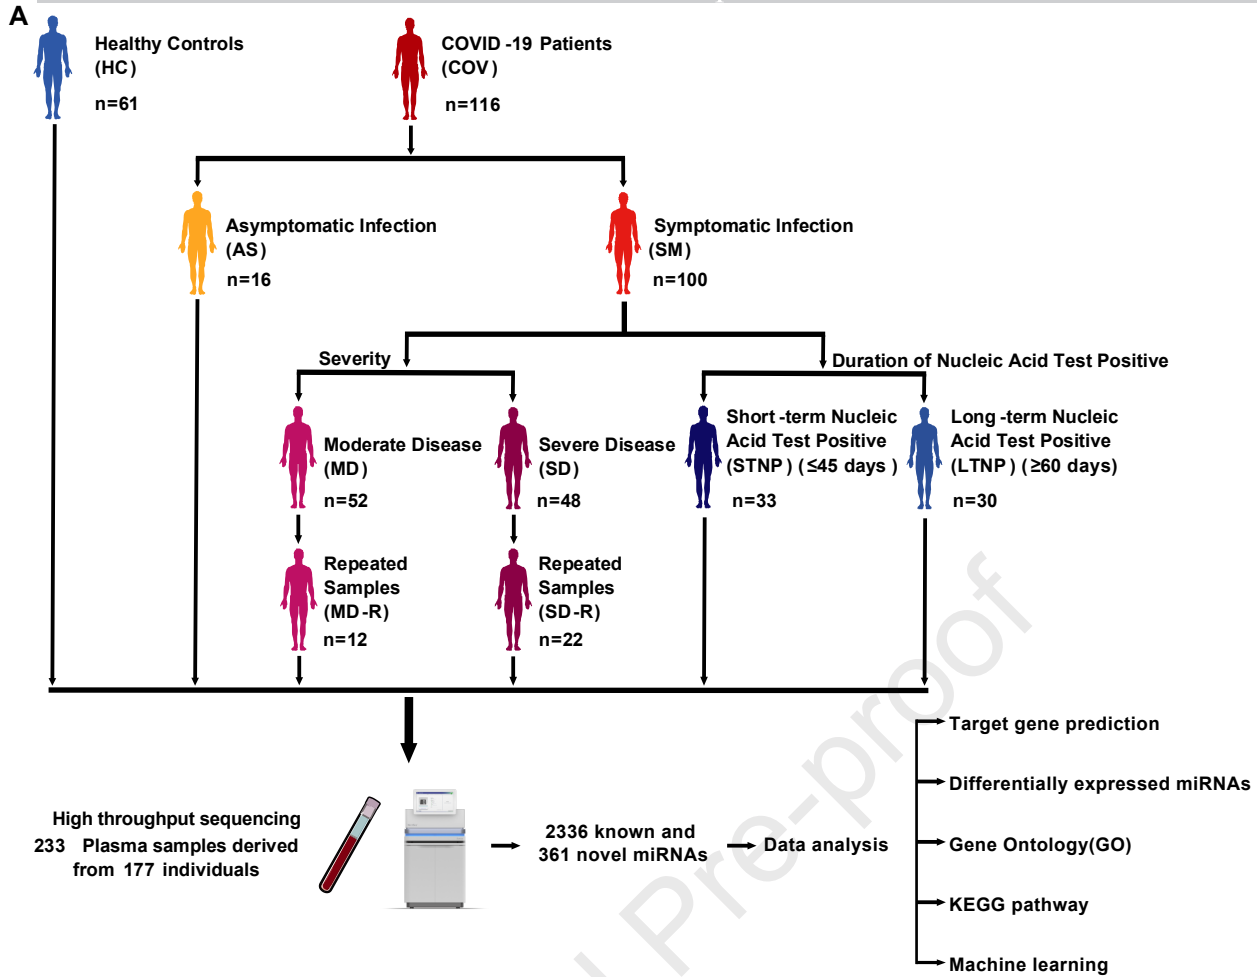 A
Healthy Controls
(HC)
n=61
COVID -19 Patients
(COV)
n=116
Asymptomatic Infection
(AS)
n=16
Symptomatic Infection
(SM)
n=100
Severity
Duration of Nucleic Acid Test Positive
Moderate Disease
(MD)
n=52
Severe Disease
(SD)
n=48
Short -term Nucleic
Acid Test Positive
(STNP) (≤45 days )
n=33
Long -term Nucleic
Acid Test Positive
(LTNP) (≥60 days)
n=30
Repeated
Samples
(MD-R)
n=12
Repeated
Samples
(SD-R)
n=22
High throughput sequencing
233 Plasma samples derived
from 177 individuals
2336 known and
361 novel miRNAs
Data analysis
Target gene prediction
Differentially expressed miRNAs
Gene Ontology(GO)
KEGG pathway
Machine learning
Pre-proof